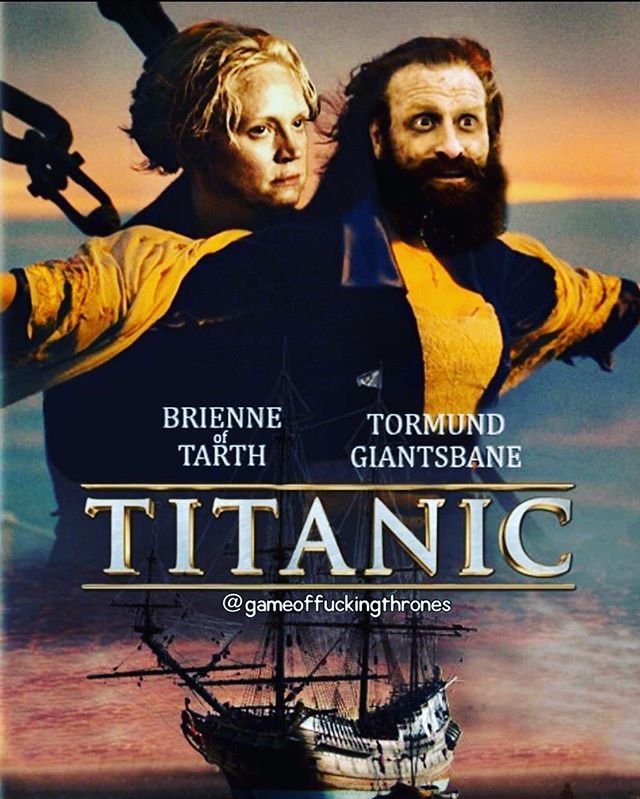 BRIENNE
of
TARTH
TORMUND
GIANTSBANE
TITANIC
@gameoffuckingthrones